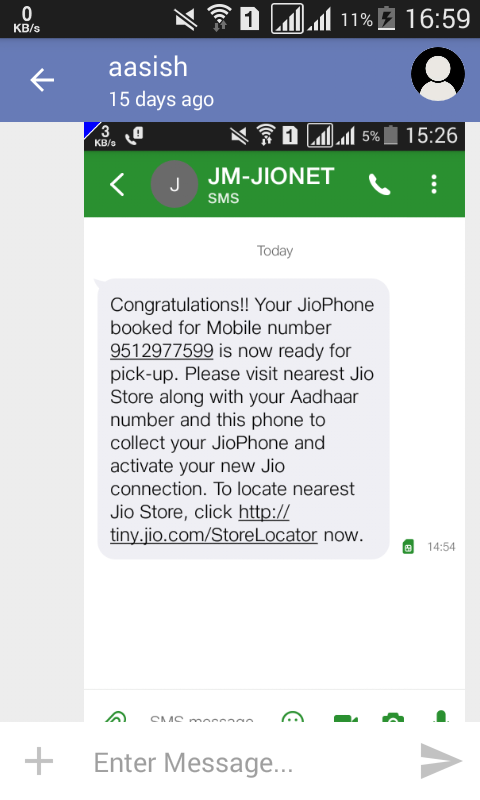 0
KB/s
1
11%
16:59
aasish
15 days ago
3
KB/s
1
5%
15:26
J
JM-JIONET
SMS
Today
Congratulations!! Your JioPhone
booked for Mobile number
9512977599 is now ready for
pick-up. Please visit nearest Jio
Store along with your Aadhaar
number and this phone to
collect your JioPhone and
activate your new Jio
connection. To locate nearest
Jio Store, click http://
tiny.jio.com/StoreLocator now.
14:54
SMS message
Enter Message...